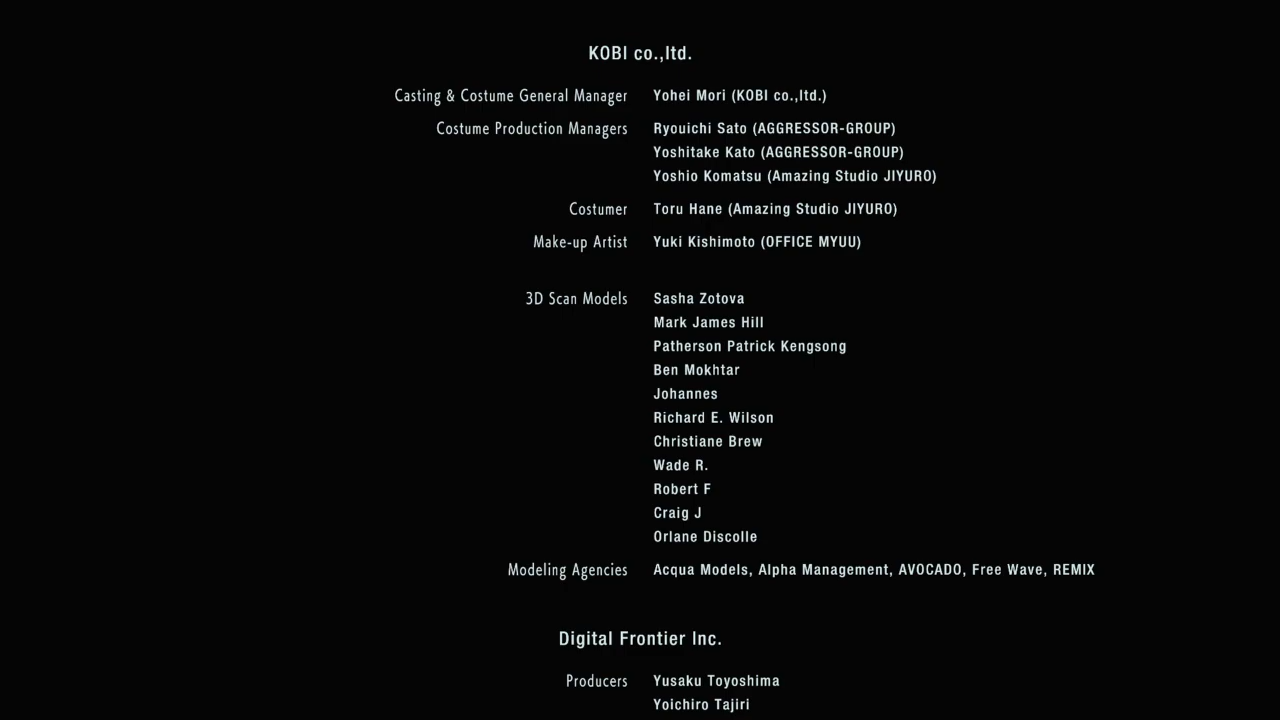 KOBI co.,ltd.
Casting & Costume General Manager Yohei Mori (KOBI co.,ltd.)
Costume Production Managers Ryouichi Sato (AGGRESSOR-GROUP)
Yoshitake Kato (AGGRESSOR-GROUP)
Yoshio Komatsu (Amazing Studio JIYURO)
Costumer Toru Hane (Amazing Studio JIYURO)
Make-up Artist Yuki Kishimoto (OFFICE MYUU)
3D Scan Models Sasha Zotova
Mark James Hill
Patherson Patrick Kengsong
Ben Mokhtar
Johannes
Richard E. Wilson
Christiane Brew
Wade R.
Robert F
Craig J
Orlane Discolle
Modeling Agencies Acqua Models, Alpha Management, AVOCADO, Free Wave, REMIX
Digital Frontier Inc.
Producers Yusaku Toyoshima
Yoichiro Tajiri